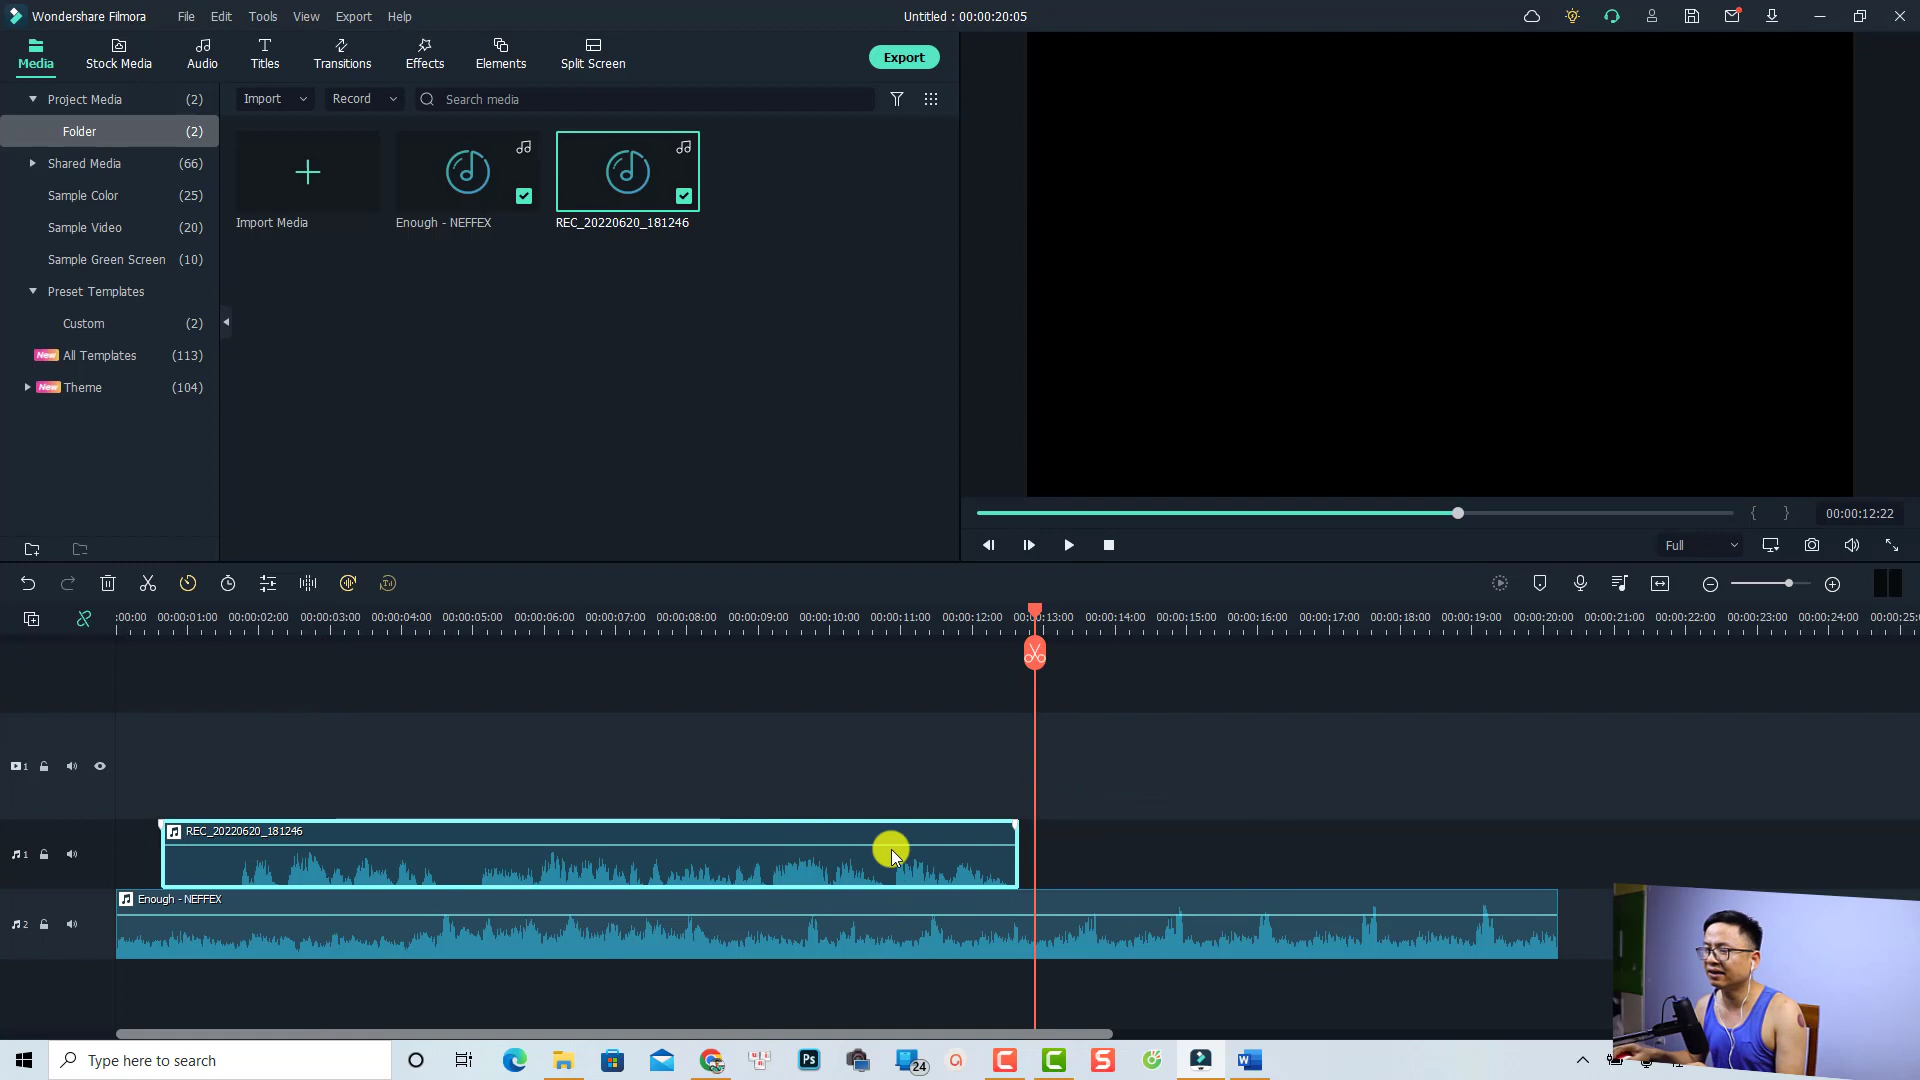 Wondershare Filmora File Edit Tools View Export Help Untitled : 00:00:20:05
Media Stock Media Audio Titles Transitions Effects Elements Split Screen Export
Project Media (2)
Folder (2)
Shared Media (66)
Sample Color (25)
Sample Video (20)
Sample Green Screen (10)
Preset Templates
Custom (2)
New All Templates (113)
New Theme (104)
Import Record Search media
Import Media Enough - NEFFEX REC_20220620_181246
{ } 00:00:12:22
Full
:00:00 00:00:01:00 00:00:02:00 00:00:03:00 00:00:04:00 00:00:05:00 00:00:06:00 00:00:07:00 00:00:08:00 00:00:09:00 00:00:10:00 00:00:11:00 00:00:12:00 00:00:13:00 00:00:14:00 00:00:15:00 00:00:16:00 00:00:17:00 00:00:18:00 00:00:19:00 00:00:20:00 00:00:21:00 00:00:22:00 00:00:23:00 00:00:24:00 00:00:25:
1
1 REC_20220620_181246
2 Enough - NEFFEX
Type here to search Ps 24 C C S W